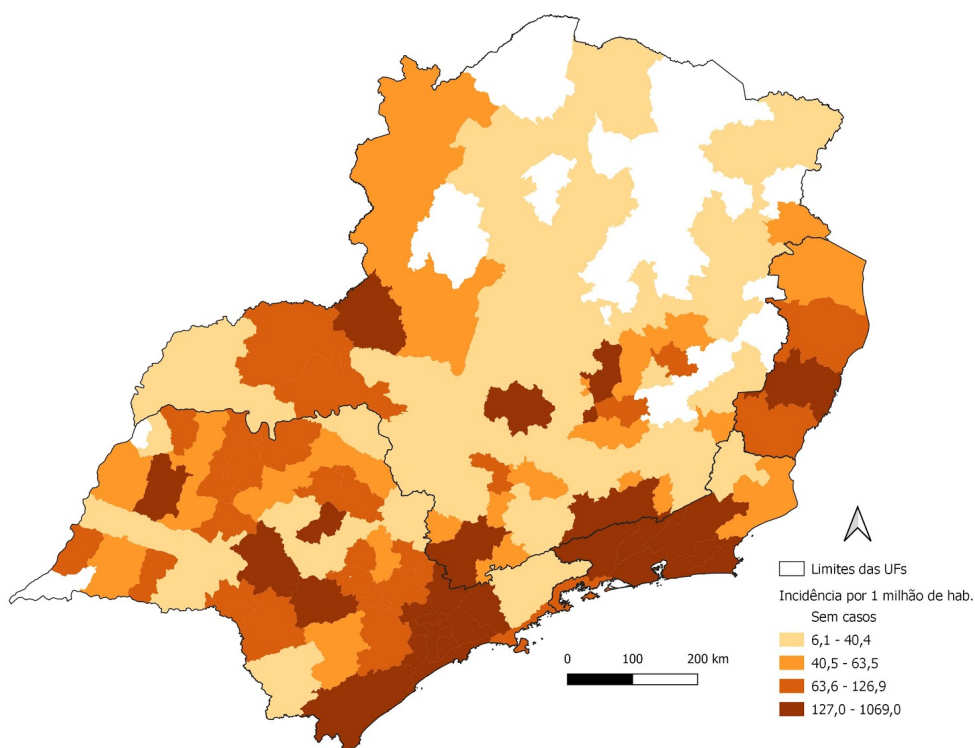 Limites das UFs
Incidência por 1 milhão de hab.
Sem casos
6,1 - 40,4
40,5 - 63,5
63,6 - 126,9
127,0 - 1069,0
0 100 200 km